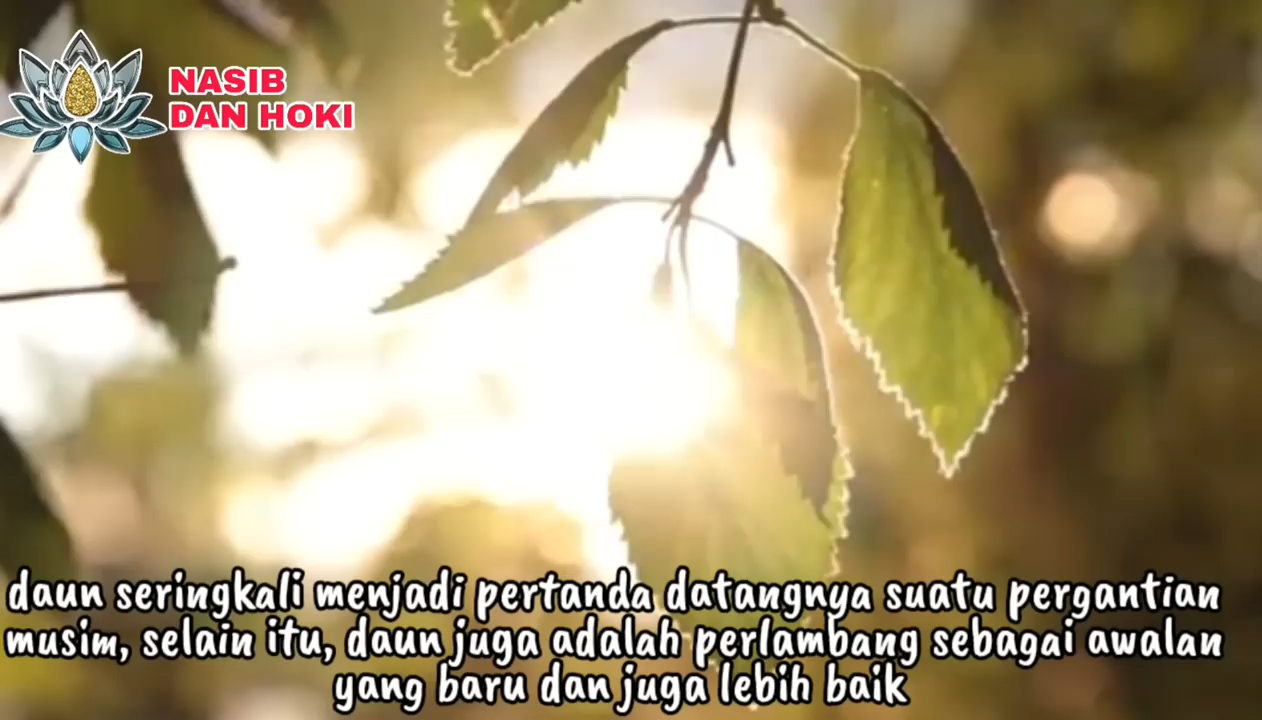 NASIB
DAN HOKI
daun seringkali menjadi pertanda datangnya suatu pergantian
musim, selain itu, daun juga adalah perlambang sebagai awalan
yang baru dan juga lebih baik